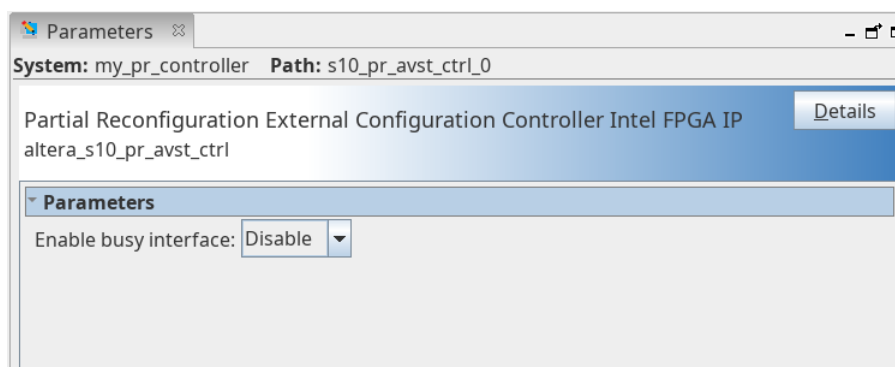 Parameters
System: my_pr_controller Path: s10_pr_avst_ctrl_0
Partial Reconfiguration External Configuration Controller Intel FPGA IP
Details
altera_s10_pr_avst_ctrl
Parameters
Enable busy interface: Disable